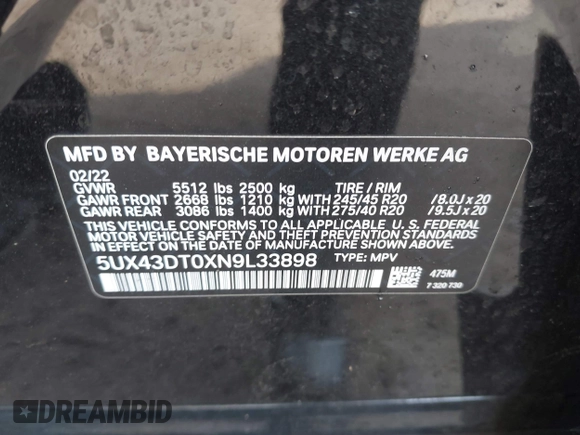 MFD BY BAYERISCHE MOTOREN WERKE AG
02/22
GVWR 5512 lbs 2500 kg TIRE / RIM
GAWR FRONT 2668 lbs 1210 kg WITH 245/45 R20 /8.0J x 20
GAWR REAR 3086 lbs 1400 kg WITH 275/40 R20 /9.5J x 20
THIS VEHICLE CONFORMS TO ALL APPLICABLE U. S. FEDERAL
MOTOR VEHICLE SAFETY AND THEFT PREVENTION STANDARDS
IN EFFECT ON THE DATE OF MANUFACTURE SHOWN ABOVE.
5UX43DT0XN9L33898 TYPE: MPV
475M
7 320 730
DREAMBID